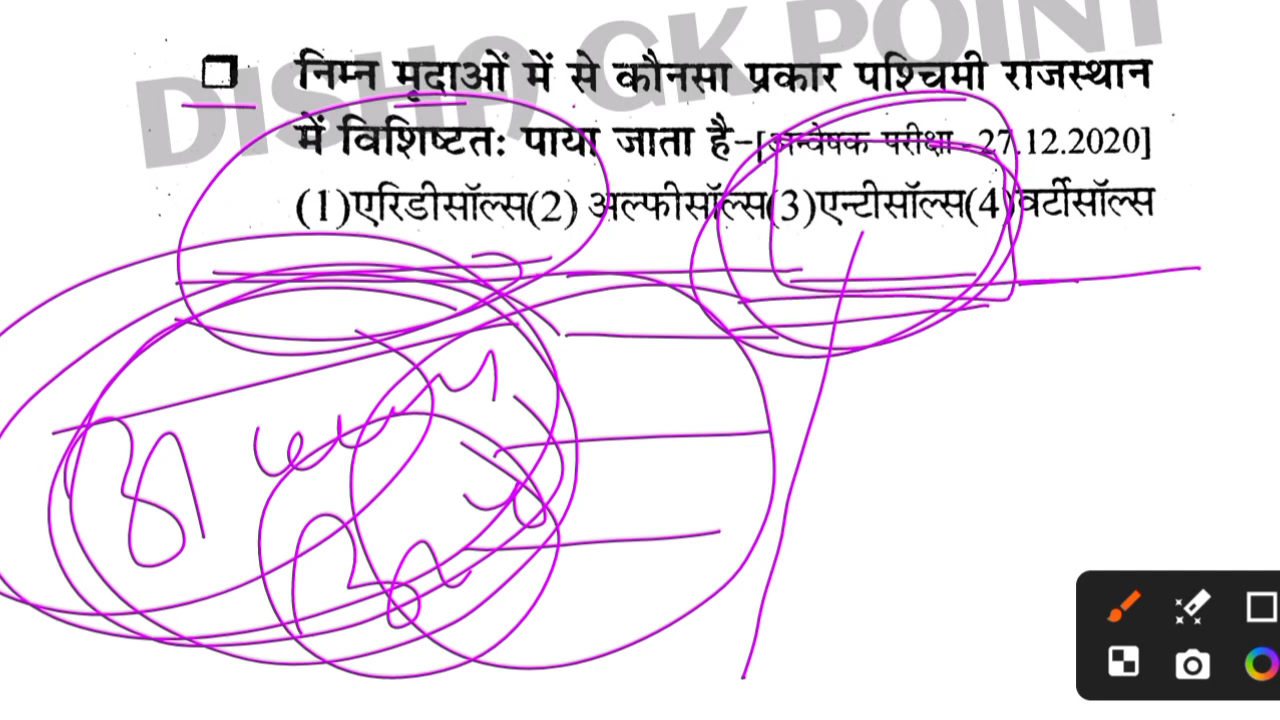 DISHA GK POINT
❑ निम्न मृदाओं में से कौनसा प्रकार पश्चिमी राजस्थान
में विशिष्टतः पाया जाता है-[अन्वेषक परीक्षा - 27.12.2020]
(1)एरिडीसॉल्स(2) अल्फीसॉल्स(3)एन्टीसॉल्स(4)वर्टीसॉल्स